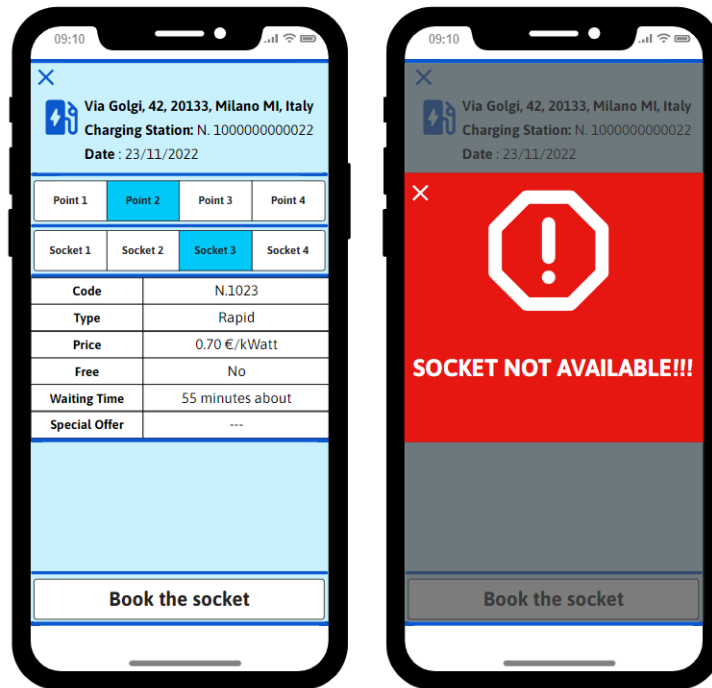 09:10
Via Golgi, 42, 20133, Milano MI, Italy
Charging Station: N. 1000000000022
Date : 23/11/2022
Point 1 Point 2 Point 3 Point 4
Socket 1 Socket 2 Socket 3 Socket 4
Code N.1023
Type Rapid
Price 0.70 €/kWatt
Free No
Waiting Time 55 minutes about
Special Offer ---
Book the socket
09:10
Via Golgi, 42, 20133, Milano MI, Italy
Charging Station: N. 1000000000022
Date : 23/11/2022
SOCKET NOT AVAILABLE!!!
Book the socket